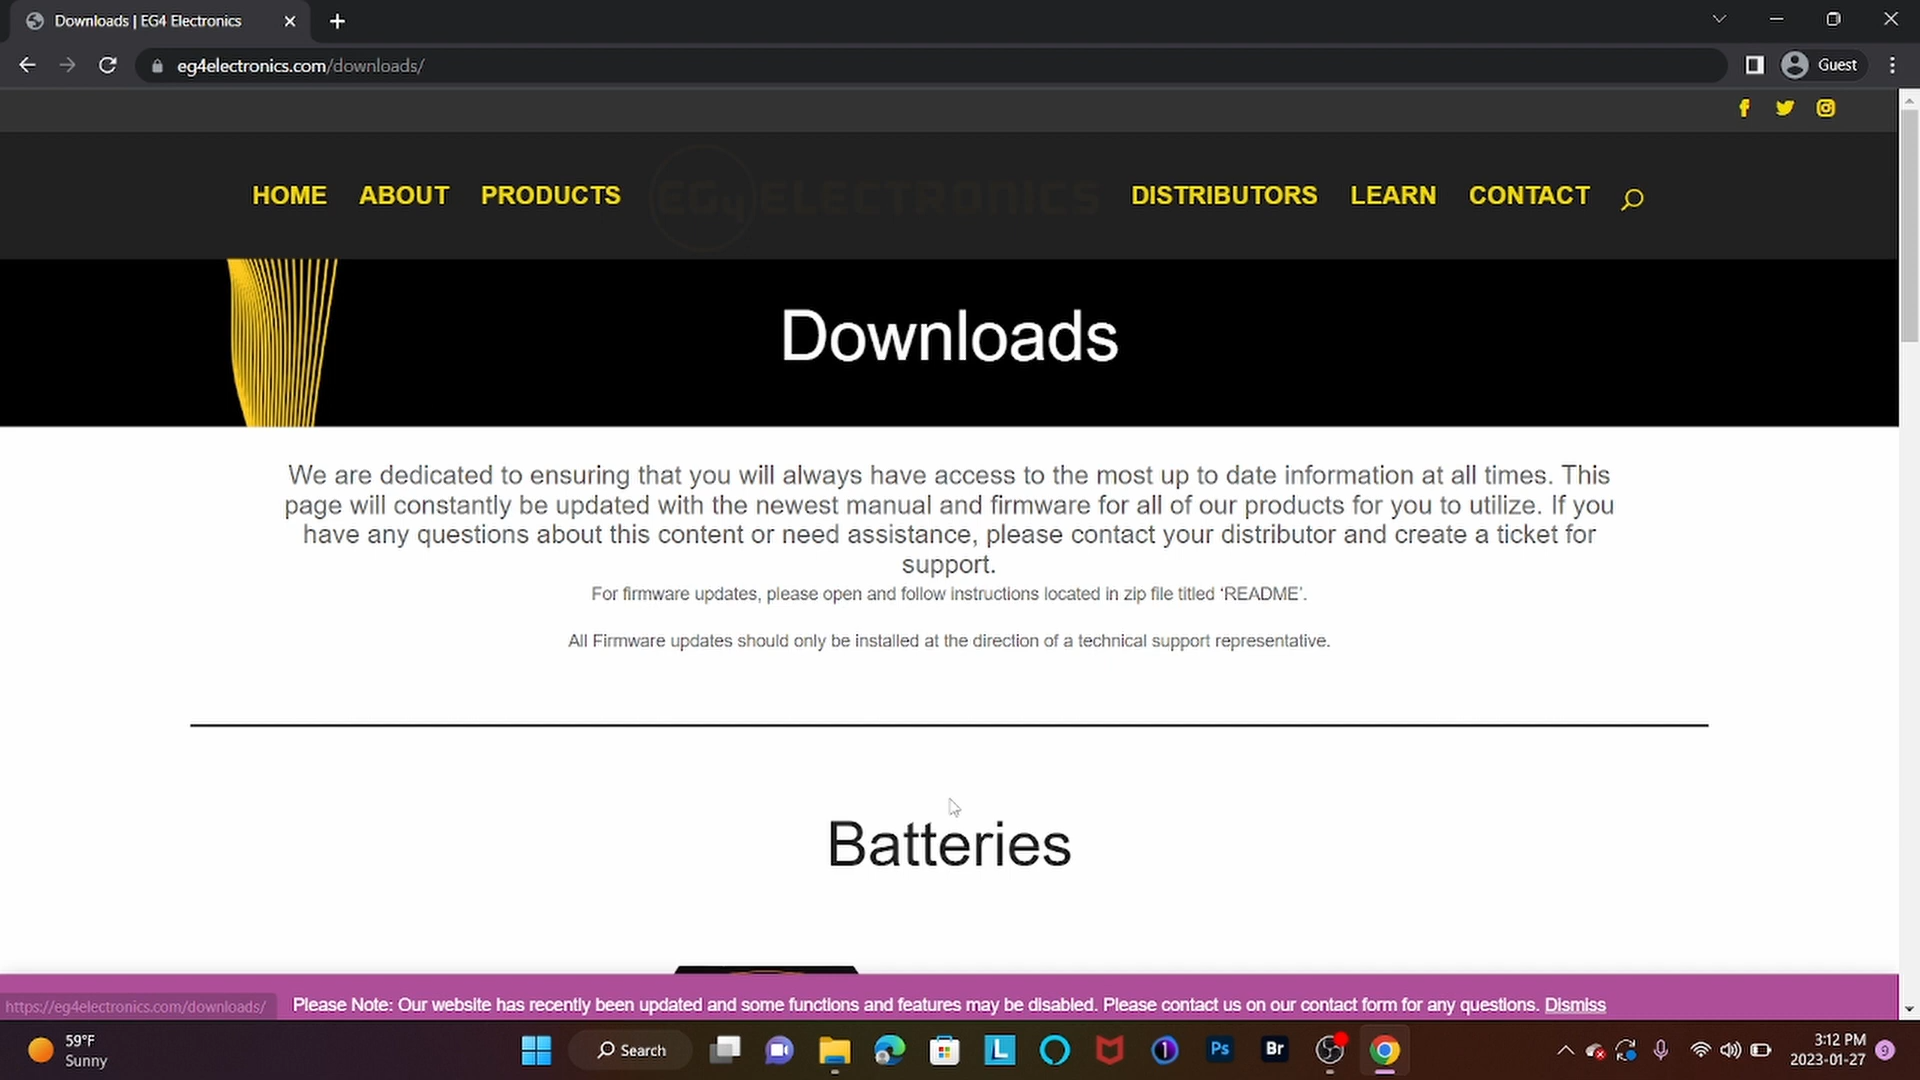 Downloads | EG4 Electronics
eg4electronics.com/downloads/
Guest
HOME ABOUT PRODUCTS EG4 ELECTRONICS DISTRIBUTORS LEARN CONTACT
Downloads
We are dedicated to ensuring that you will always have access to the most up to date information at all times. This
page will constantly be updated with the newest manual and firmware for all of our products for you to utilize. If you
have any questions about this content or need assistance, please contact your distributor and create a ticket for
support.
For firmware updates, please open and follow instructions located in zip file titled ‘README’.
All Firmware updates should only be installed at the direction of a technical support representative.
Batteries
https://eg4electronics.com/downloads/
Please Note: Our website has recently been updated and some functions and features may be disabled. Please contact us on our contact form for any questions. Dismiss
59°F
Sunny
Search
L
1
Ps
Br
3:12 PM
2023-01-27
9